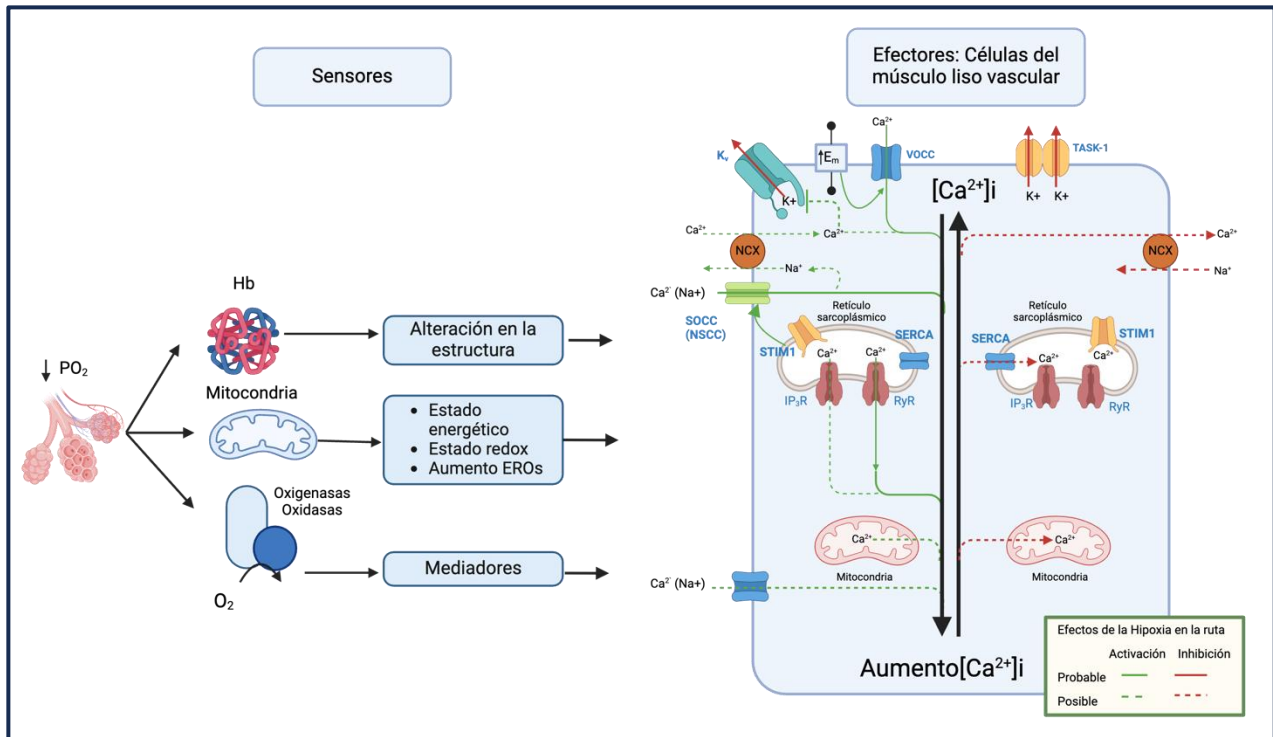 Sensores
Efectores: Células del
músculo liso vascular
↓ PO₂
Hb
Alteración en la
estructura
Mitocondria
• Estado
energético
• Estado redox
• Aumento EROs
Oxigenasas
Oxidasas
O₂
Mediadores
Kᵥ
K+
↑Eₘ
Ca²⁺
VOCC
[Ca²⁺]i
TASK-1
K+ K+
Ca²⁺
Ca²⁺
NCX
Na⁺
Ca²⁺
NCX
Na⁺
Ca²⁻ (Na+)
SOCC
(NSCC)
Retículo
sarcoplásmico
STIM1
SERCA
Ca²⁺ Ca²⁺
IP₃R
RyR
Retículo
sarcoplásmico
SERCA
STIM1
Ca²⁺ Ca²⁺
IP₃R
RyR
Ca²⁺
Mitocondria
Ca²⁺
Mitocondria
Ca²⁻ (Na+)
Aumento[Ca²⁺]i
Efectos de la Hipoxia en la ruta
Activación Inhibición
Probable
Posible